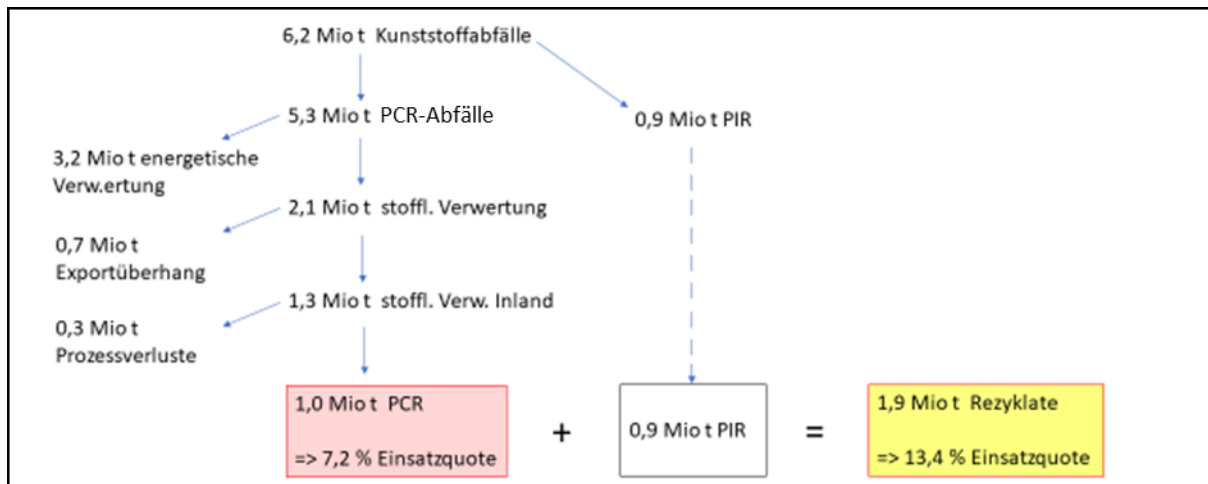 6,2 Mio t Kunststoffabfälle
5,3 Mio t PCR-Abfälle
0,9 Mio t PIR
3,2 Mio t energetische
Verw.ertung
2,1 Mio t stoffl. Verwertung
0,7 Mio t
Exportüberhang
1,3 Mio t stoffl. Verw. Inland
0,3 Mio t
Prozessverluste
1,0 Mio t PCR
=> 7,2 % Einsatzquote
+
0,9 Mio t PIR
=
1,9 Mio t Rezyklate
=> 13,4 % Einsatzquote